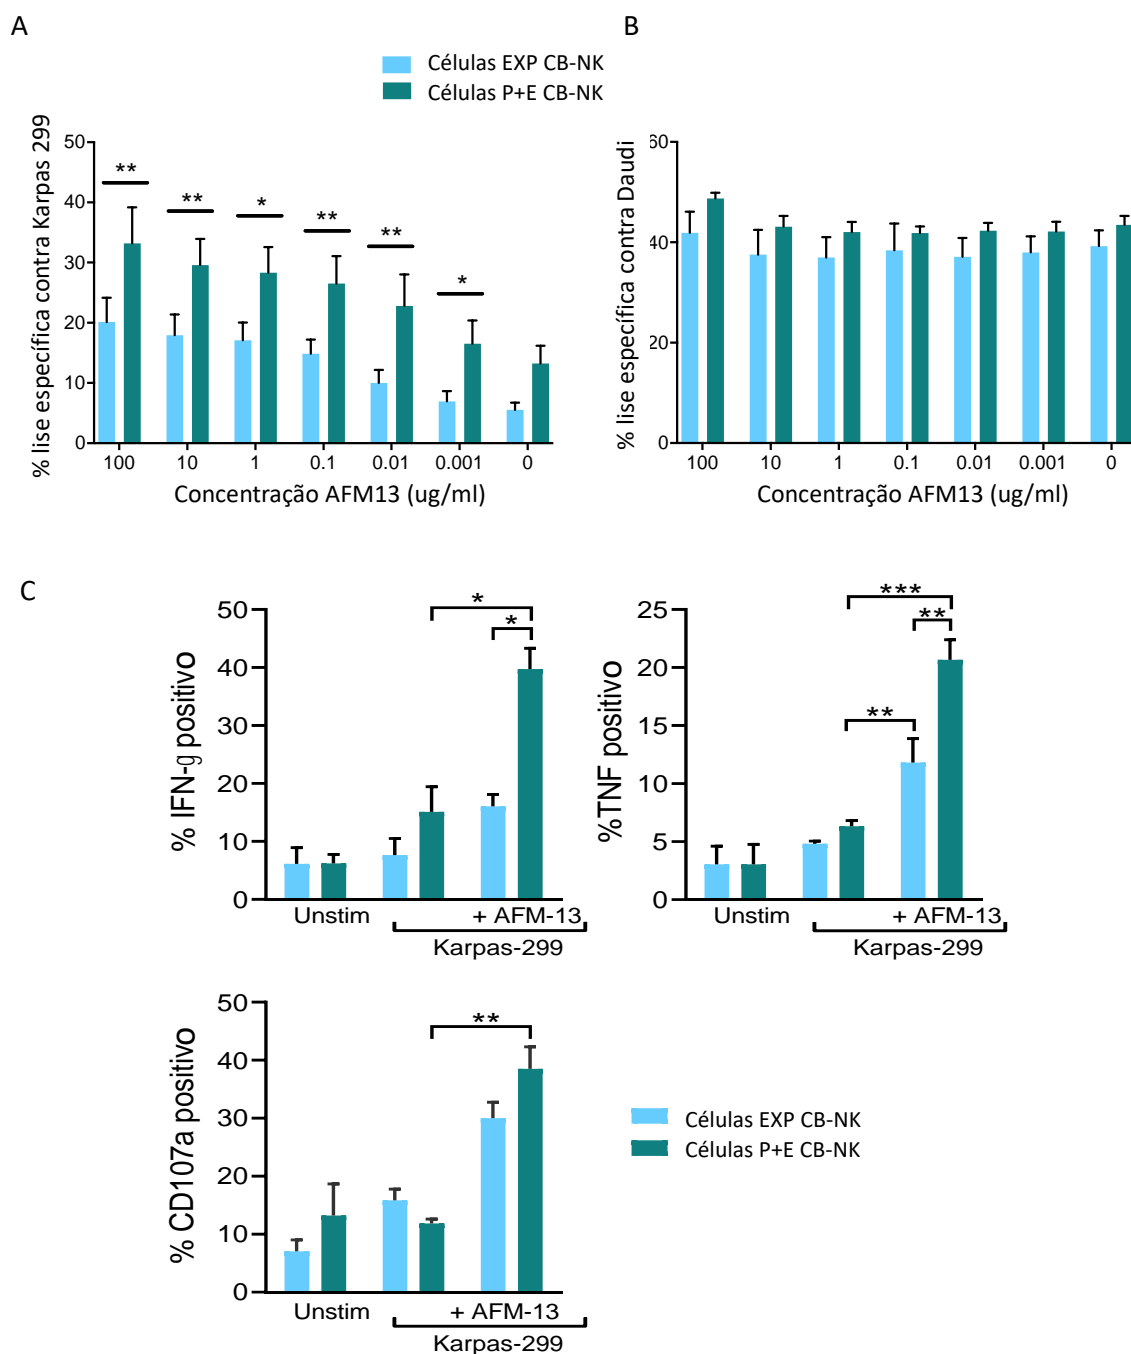 A
B
Células EXP CB-NK
Células P+E CB-NK
% lise específica contra Karpas 299
50
40
30
20
10
0
** ** * ** ** *
100 10 1 0.1 0.01 0.001 0
Concentração AFM13 (ug/ml)
% lise específica contra Daudi
60
40
20
0
100 10 1 0.1 0.01 0.001 0
Concentração AFM13 (ug/ml)
C
% IFN-g positivo
50
40
30
20
10
0
*
*
Unstim + AFM-13
Karpas-299
%TNF positivo
25
20
15
10
5
0
***
**
**
Unstim + AFM-13
Karpas-299
% CD107a positivo
50
40
30
20
10
0
**
Unstim + AFM-13
Karpas-299
Células EXP CB-NK
Células P+E CB-NK